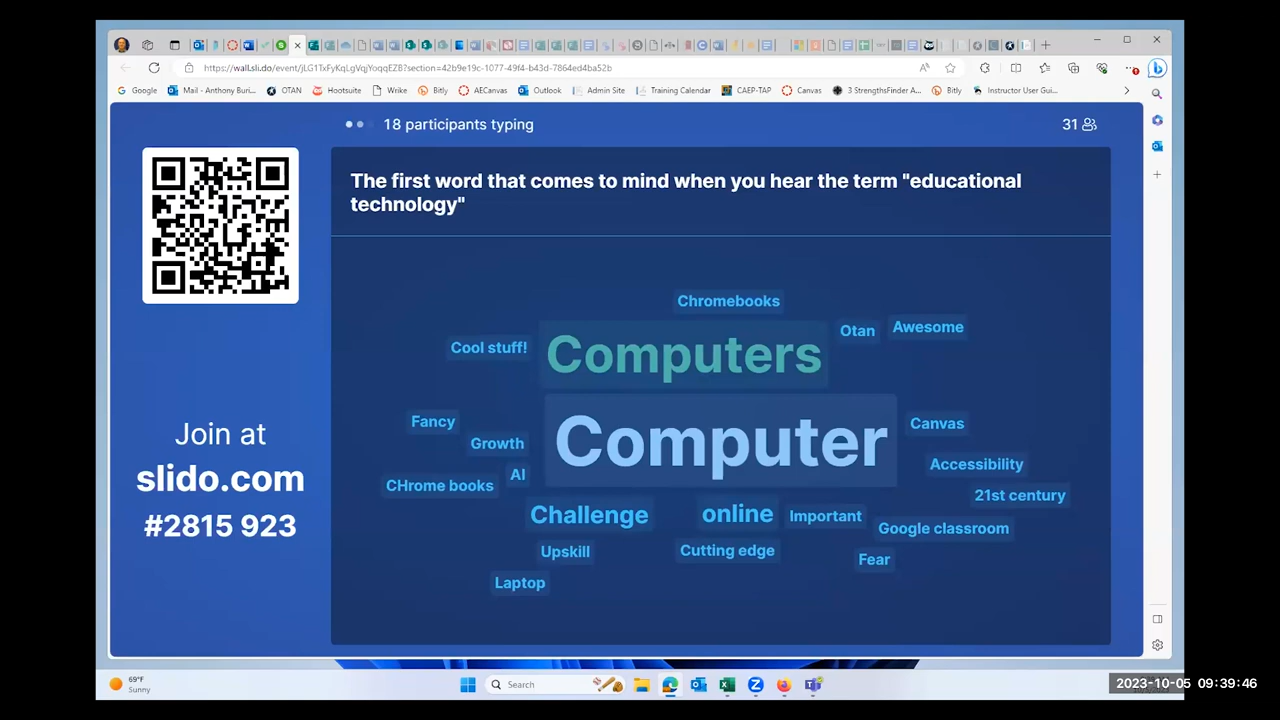 https://wall.sli.do/event/jLG1TxFyKqLgVqjYoqqEZB?section=42b9e19c-1077-49f4-b43d-7864ed4ba52b
Google
Mail - Anthony Buri...
OTAN
Hootsuite
Wrike
Bitly
AECanvas
Outlook
Admin Site
Training Calendar
CAEP-TAP
Canvas
3 StrengthsFinder A...
Bitly
Instructor User Gui...
18 participants typing
31
The first word that comes to mind when you hear the term "educational
technology"
Chromebooks
Cool stuff!
Computers
Otan
Awesome
Fancy
Growth
Computer
Canvas
Accessibility
CHrome books
AI
21st century
Challenge
online
Important
Google classroom
Upskill
Cutting edge
Fear
Laptop
Join at
slido.com
#2815 923
69°F
Sunny
Search
2023-10-05 09:39:46